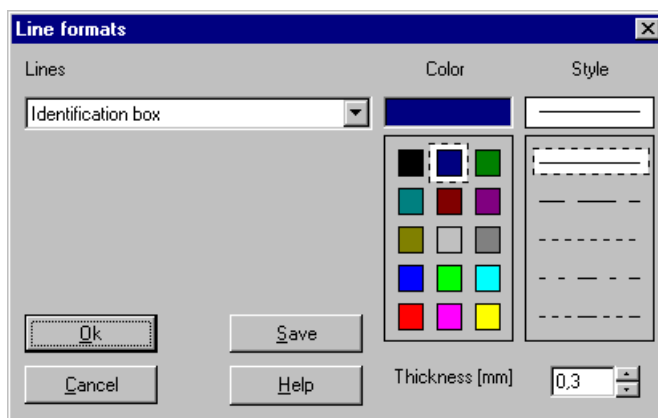 Line formats
Lines
Color
Style
Identification box
Ok
Save
Cancel
Help
Thickness [mm]
0,3